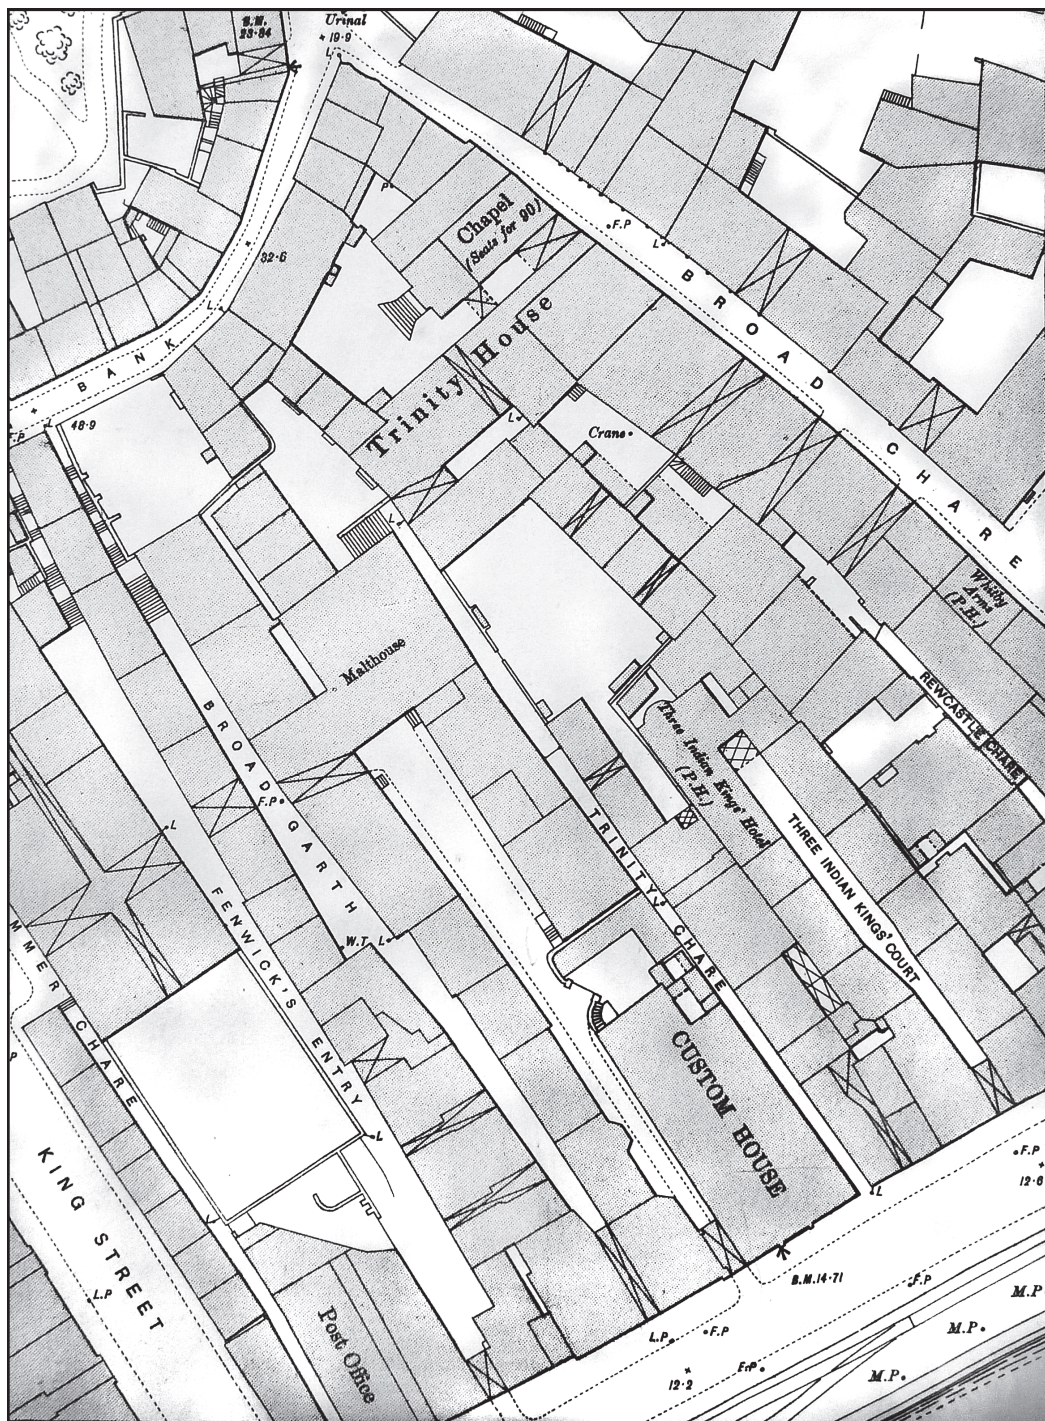 Urinal
B.M.
23·84
+ 19·9
L
P
Chapel
(Seats for 90)
F.P
L
32·6
L
BROAD CHARE
BANK
Trinity House
L
Crane
F.P
L
48·9
L
Whitby
Arms
(P.H.)
Malthouse
REWCASTLE CHARE
Three Indian Kings' Hotel
(P.H.)
BROAD GARTH
F.P
L
TRINITY CHARE
L
THREE INDIAN KINGS' COURT
FENWICK'S ENTRY
W.T
L
MMER CHARE
P
CUSTOM HOUSE
L
KING STREET
L
L
F.P
12·6
B.M.14·71
F.P
L.P
M.P
Post Office
L.P
F.P
M.P
12·2
M.P